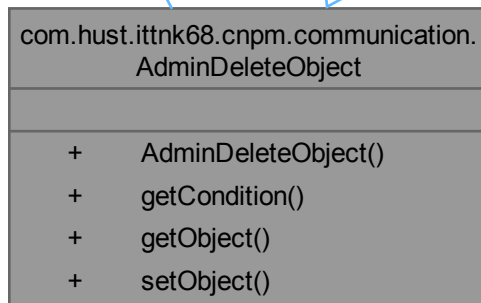 com.hust.ittnk68.cnpm.communication.
AdminDeleteObject
+ AdminDeleteObject()
+ getCondition()
+ getObject()
+ setObject()